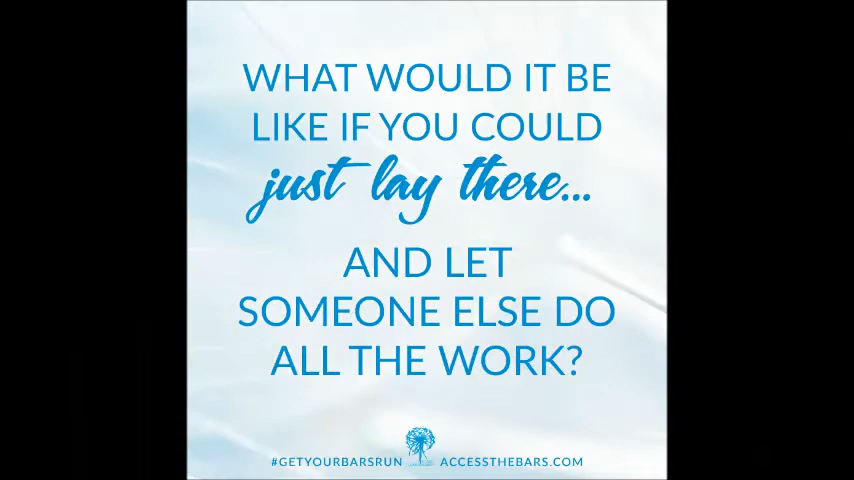 WHAT WOULD IT BE
LIKE IF YOU COULD
just lay there...
AND LET
SOMEONE ELSE DO
ALL THE WORK?
#GETYOURBARSRUN ACCESSTHEBARS.COM